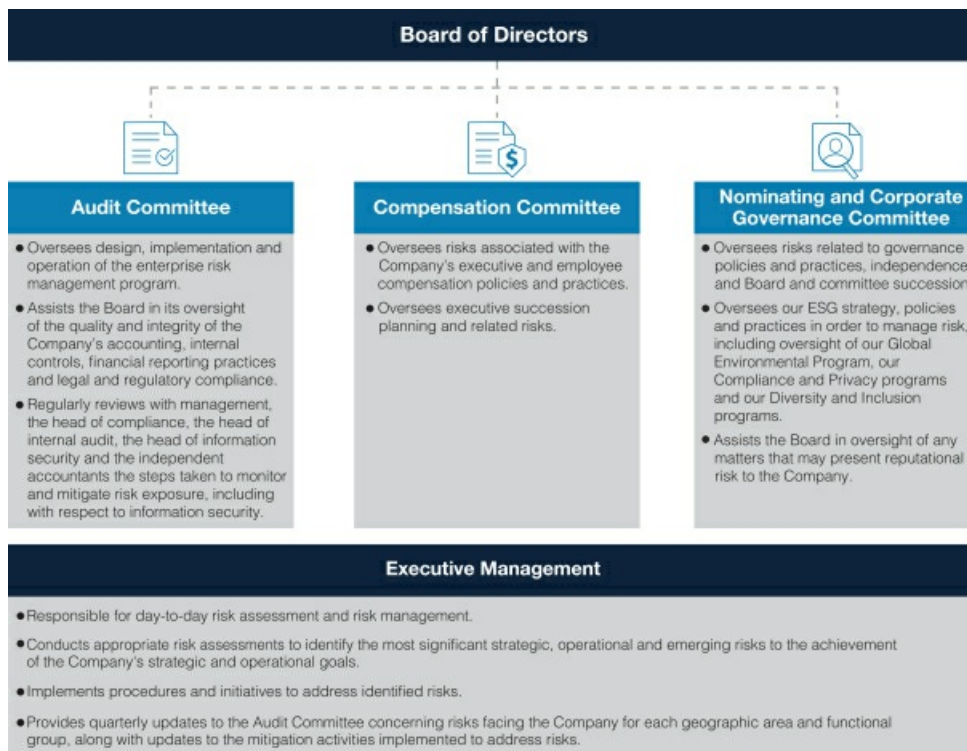 Board of Directors
Audit Committee
• Oversees design, implementation and
operation of the enterprise risk
management program.
• Assists the Board in its oversight
of the quality and integrity of the
Company's accounting, internal
controls, financial reporting practices
and legal and regulatory compliance.
• Regularly reviews with management,
the head of compliance, the head of
internal audit, the head of information
security and the independent
accountants the steps taken to monitor
and mitigate risk exposure, including
with respect to information security.
$
Compensation Committee
• Oversees risks associated with the
Company's executive and employee
compensation policies and practices.
• Oversees executive succession
planning and related risks.
Nominating and Corporate
Governance Committee
• Oversees risks related to governance
policies and practices, independence
and Board and committee succession
• Oversees our ESG strategy, policies
and practices in order to manage risk,
including oversight of our Global
Environmental Program, our
Compliance and Privacy programs
and our Diversity and Inclusion
programs.
• Assists the Board in oversight of any
matters that may present reputational
risk to the Company.
Executive Management
• Responsible for day-to-day risk assessment and risk management.
• Conducts appropriate risk assessments to identify the most significant strategic, operational and emerging risks to the achievement
of the Company's strategic and operational goals.
• Implements procedures and initiatives to address identified risks.
• Provides quarterly updates to the Audit Committee concerning risks facing the Company for each geographic area and functional
group, along with updates to the mitigation activities implemented to address risks.